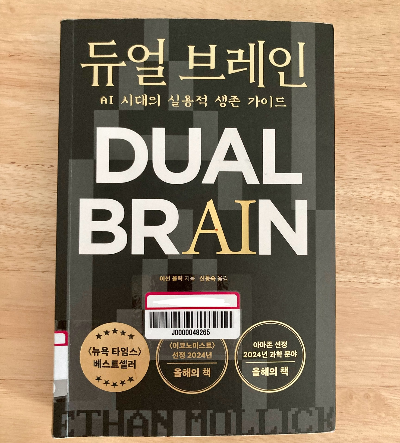 듀얼 브레인
AI 시대의 실용적 생존 가이드
DUAL
BRAIN
이선 몰릭 지음 신동숙 옮김
J0000048265
〈뉴욕 타임스〉
베스트셀러
〈이코노미스트〉
선정 2024년
올해의 책
아마존 선정
2024년 과학 분야
올해의 책
ETHAN MOLLICK